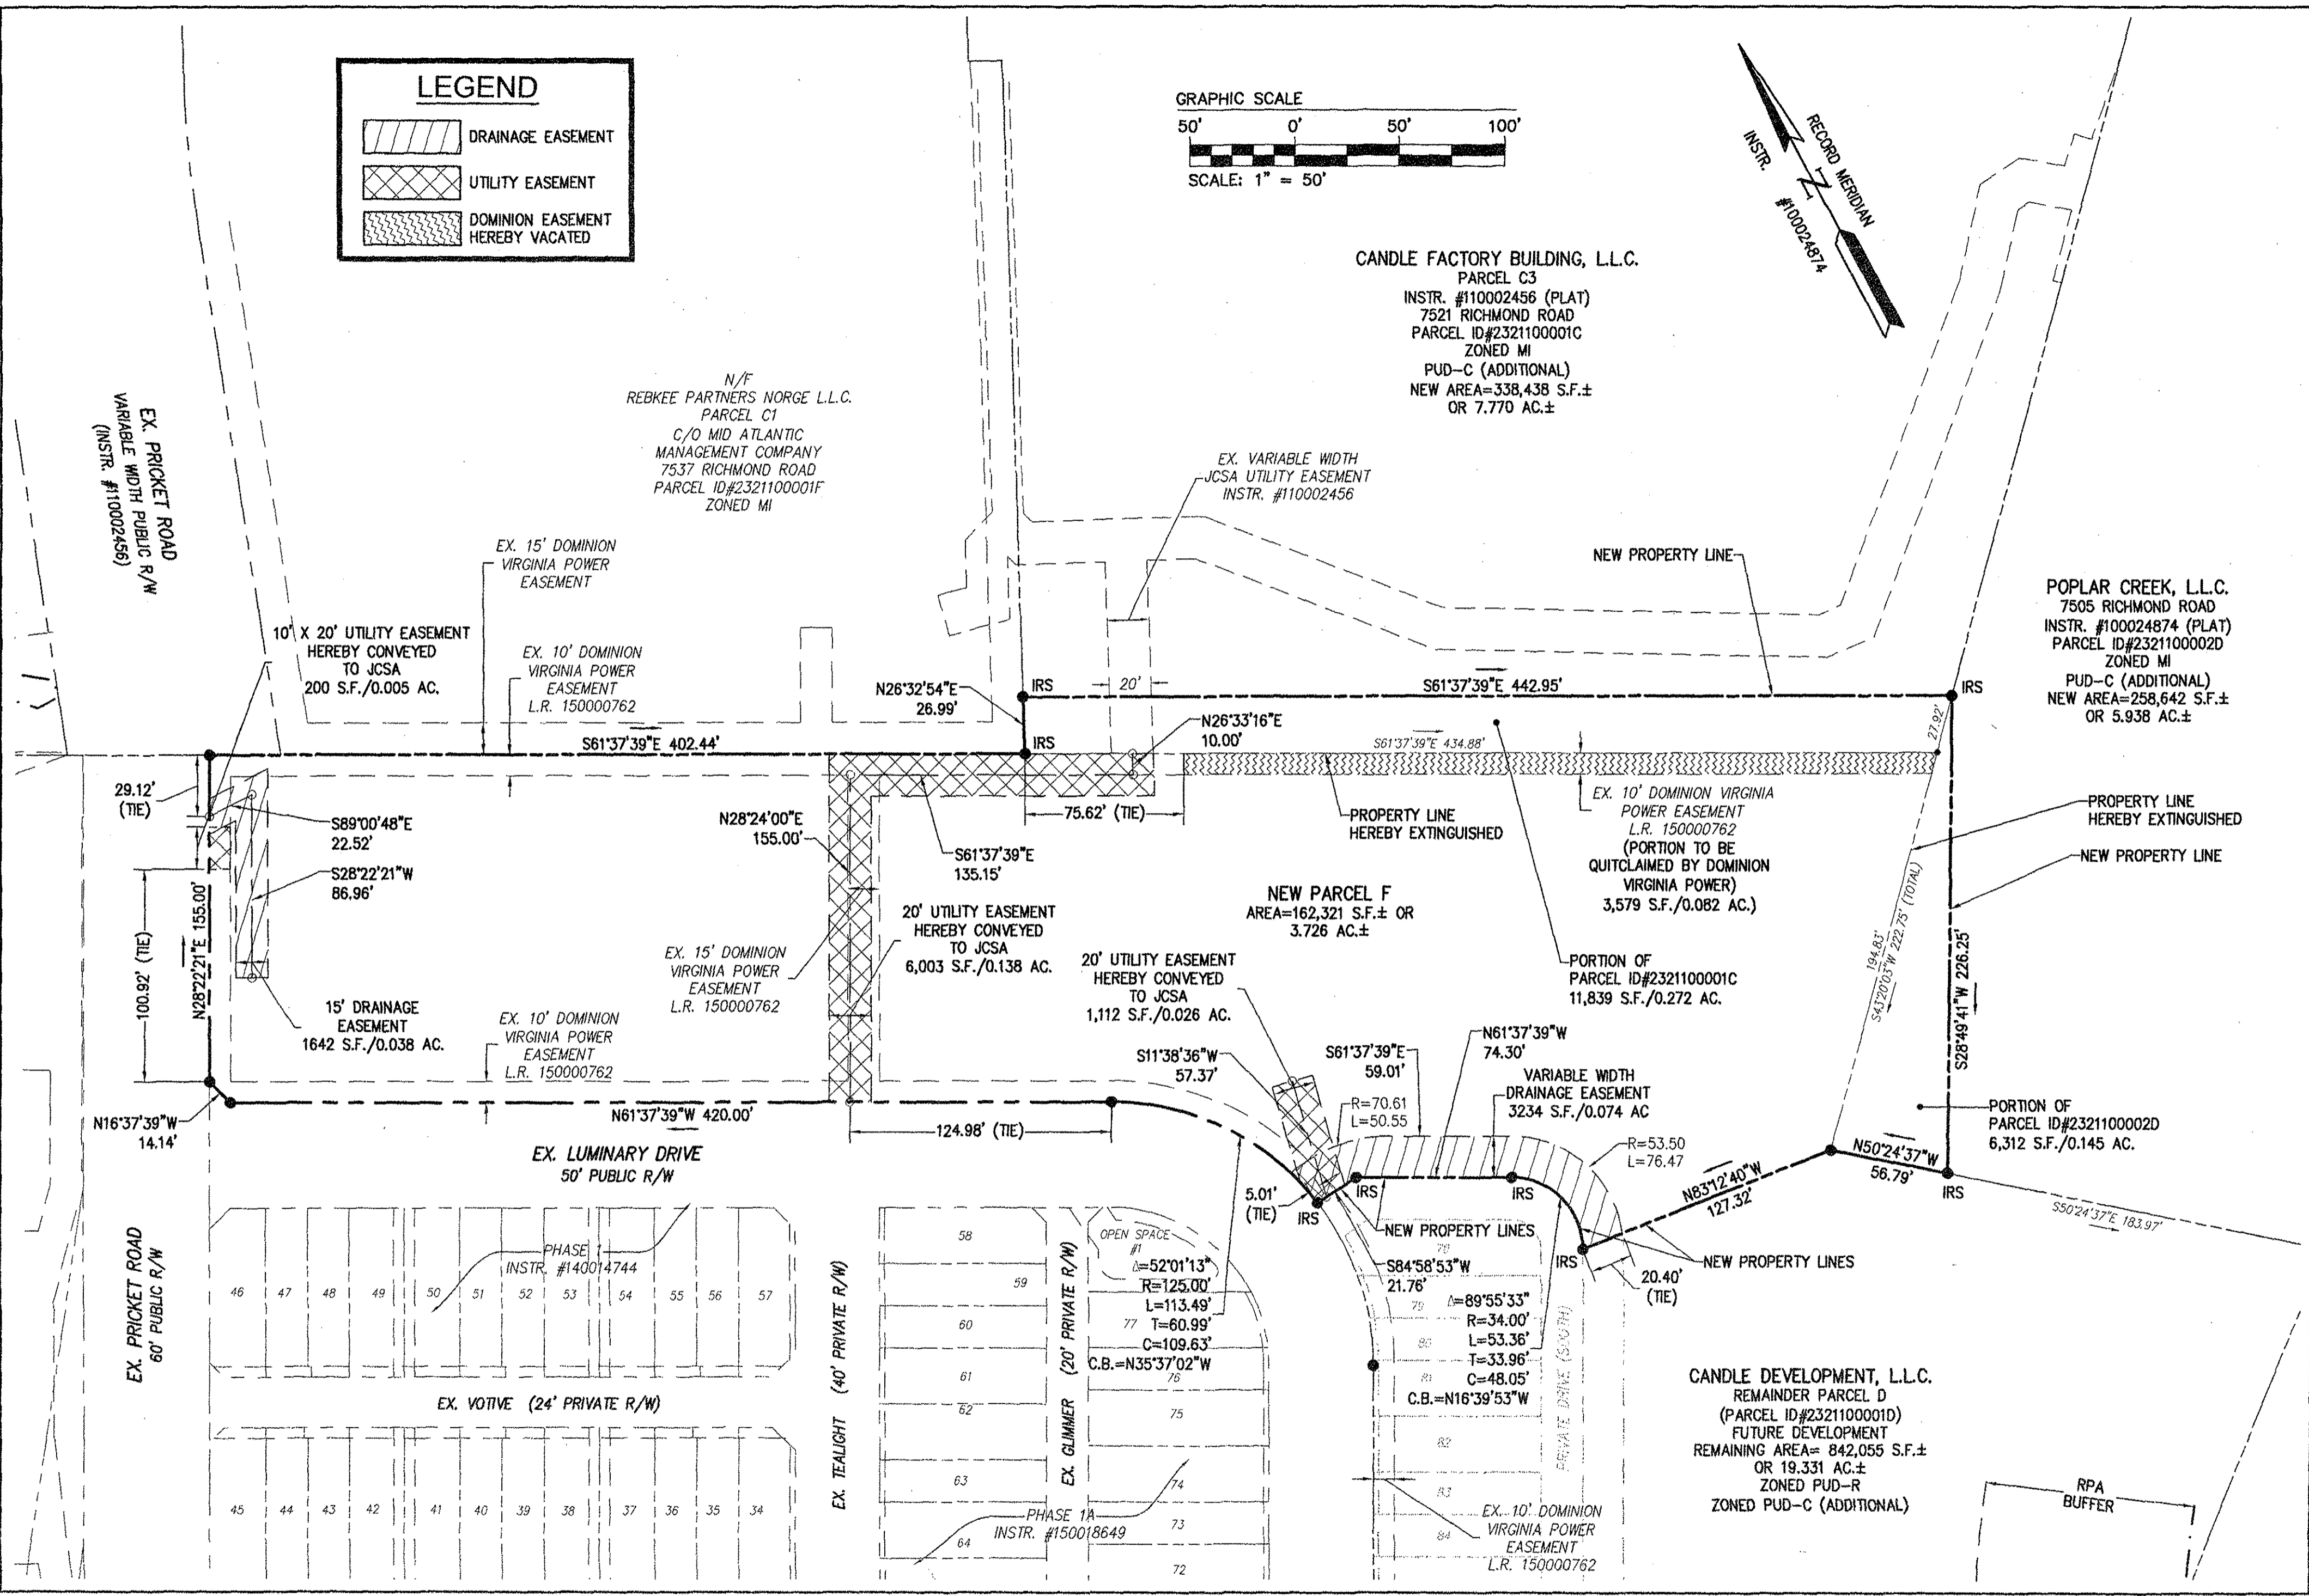 LEGEND
DRAINAGE EASEMENT
UTILITY EASEMENT
DOMINION EASEMENT
HEREBY VACATED
GRAPHIC SCALE
50' 0' 50' 100'
SCALE: 1" = 50'
RECORD MERIDIAN
INSTR. #100024874
CANDLE FACTORY BUILDING, L.L.C.
PARCEL C3
INSTR. #110002456 (PLAT)
7521 RICHMOND ROAD
PARCEL ID#2321100001C
ZONED MI
PUD-C (ADDITIONAL)
NEW AREA=338,438 S.F.±
OR 7.770 AC.±
N/F
REBKEE PARTNERS NORGE L.L.C.
PARCEL C1
C/O MID ATLANTIC
MANAGEMENT COMPANY
7537 RICHMOND ROAD
PARCEL ID#2321100001F
ZONED MI
EX. PRICKET ROAD
VARIABLE WIDTH PUBLIC R/W
(INSTR. #110002456)
EX. VARIABLE WIDTH
JCSA UTILITY EASEMENT
INSTR. #110002456
EX. 15' DOMINION
VIRGINIA POWER
EASEMENT
NEW PROPERTY LINE
POPLAR CREEK, L.L.C.
7505 RICHMOND ROAD
INSTR. #100024874 (PLAT)
PARCEL ID#2321100002D
ZONED MI
PUD-C (ADDITIONAL)
NEW AREA=258,642 S.F.±
OR 5.938 AC.±
10' X 20' UTILITY EASEMENT
HEREBY CONVEYED
TO JCSA
200 S.F./0.005 AC.
EX. 10' DOMINION
VIRGINIA POWER
EASEMENT
L.R. 150000762
N26°32'54"E
26.99'
IRS
20'
S61°37'39"E 442.95'
IRS
N26°33'16"E
10.00'
27.92'
S61°37'39"E 402.44'
IRS
S61°37'39"E 434.88'
29.12'
(TIE)
S89°00'48"E
22.52'
S28°22'21"W
86.96'
N28°24'00"E
155.00'
75.62' (TIE)
S61°37'39"E
135.15'
PROPERTY LINE
HEREBY EXTINGUISHED
EX. 10' DOMINION VIRGINIA
POWER EASEMENT
L.R. 150000762
(PORTION TO BE
QUITCLAIMED BY DOMINION
VIRGINIA POWER)
3,579 S.F./0.082 AC.)
PROPERTY LINE
HEREBY EXTINGUISHED
NEW PROPERTY LINE
100.92' (TIE)
N28°22'21"E 155.00'
NEW PARCEL F
AREA=162,321 S.F.± OR
3.726 AC.±
20' UTILITY EASEMENT
HEREBY CONVEYED
TO JCSA
6,003 S.F./0.138 AC.
EX. 15' DOMINION
VIRGINIA POWER
EASEMENT
L.R. 150000762
194.83'
S43°20'03"W 222.75' (TOTAL)
S28°49'41"W 226.25'
PORTION OF
PARCEL ID#2321100001C
11,839 S.F./0.272 AC.
20' UTILITY EASEMENT
HEREBY CONVEYED
TO JCSA
1,112 S.F./0.026 AC.
15' DRAINAGE
EASEMENT
1642 S.F./0.038 AC.
EX. 10' DOMINION
VIRGINIA POWER
EASEMENT
L.R. 150000762
S11°38'36"W
57.37'
S61°37'39"E
59.01'
N61°37'39"W
74.30'
R=70.61
L=50.55
VARIABLE WIDTH
DRAINAGE EASEMENT
3234 S.F./0.074 AC
R=53.50
L=76.47
PORTION OF
PARCEL ID#2321100002D
6,312 S.F./0.145 AC.
N16°37'39"W
14.14'
N61°37'39"W 420.00'
124.98' (TIE)
N50°24'37"W
56.79'
N83°12'40"W
127.32'
IRS
S50°24'37"E 183.97'
EX. LUMINARY DRIVE
50' PUBLIC R/W
5.01'
(TIE)
IRS
IRS
IRS
IRS
NEW PROPERTY LINES
S84°58'53"W
21.76'
NEW PROPERTY LINES
20.40'
(TIE)
EX. PRICKET ROAD
60' PUBLIC R/W
PHASE 1
INSTR. #140014744
46 47 48 49 50 51 52 53 54 55 56 57
EX. VOTIVE (24' PRIVATE R/W)
45 44 43 42 41 40 39 38 37 36 35 34
EX. TEALIGHT (40' PRIVATE R/W)
58
59
60
61
62
63
64
EX. GLIMMER (20' PRIVATE R/W)
OPEN SPACE
#1
Δ=52°01'13"
R=125.00'
L=113.49'
T=60.99'
C=109.63'
C.B.=N35°37'02"W
77
76
75
74
73
72
PHASE 1A
INSTR. #150018649
78
79
80
81
82
83
84
Δ=89°55'33"
R=34.00'
L=53.36'
T=33.96'
C=48.05'
C.B.=N16°39'53"W
PRIVATE DRIVE (SOUTH)
EX. 10' DOMINION
VIRGINIA POWER
EASEMENT
L.R. 150000762
CANDLE DEVELOPMENT, L.L.C.
REMAINDER PARCEL D
(PARCEL ID#2321100001D)
FUTURE DEVELOPMENT
REMAINING AREA= 842,055 S.F.±
OR 19.331 AC.±
ZONED PUD-R
ZONED PUD-C (ADDITIONAL)
RPA
BUFFER